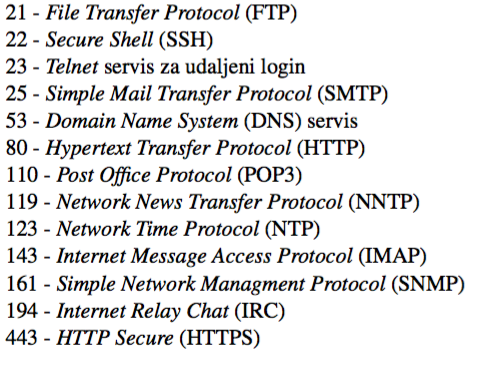 21 - File Transfer Protocol (FTP)
22 - Secure Shell (SSH)
23 - Telnet servis za udaljeni login
25 - Simple Mail Transfer Protocol (SMTP)
53 - Domain Name System (DNS) servis
80 - Hypertext Transfer Protocol (HTTP)
110 - Post Office Protocol (POP3)
119 - Network News Transfer Protocol (NNTP)
123 - Network Time Protocol (NTP)
143 - Internet Message Access Protocol (IMAP)
161 - Simple Network Managment Protocol (SNMP)
194 - Internet Relay Chat (IRC)
443 - HTTP Secure (HTTPS)